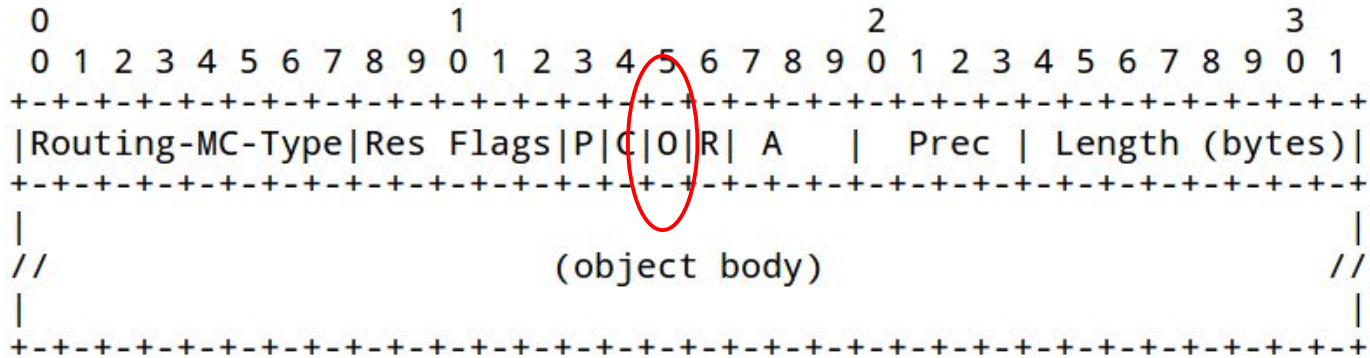 0                   1                   2                   3
0 1 2 3 4 5 6 7 8 9 0 1 2 3 4 5 6 7 8 9 0 1 2 3 4 5 6 7 8 9 0 1
+-+-+-+-+-+-+-+-+-+-+-+-+-+-+-+-+-+-+-+-+-+-+-+-+-+-+-+-+-+-+-+-+
|Routing-MC-Type|Res Flags|P|C|O|R| A   |  Prec | Length (bytes)|
+-+-+-+-+-+-+-+-+-+-+-+-+-+-+-+-+-+-+-+-+-+-+-+-+-+-+-+-+-+-+-+-+
|                                                               |
//                         (object body)                        //
|                                                               |
+-+-+-+-+-+-+-+-+-+-+-+-+-+-+-+-+-+-+-+-+-+-+-+-+-+-+-+-+-+-+-+-+